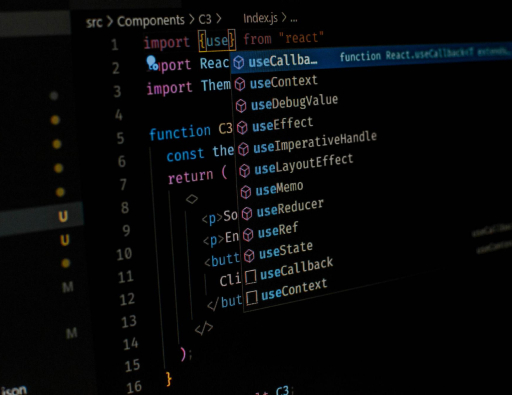 src > Components > C3 > Index.js > ...
1 import {use} from "react"
2 import Reac
3 import Them
4
5 function C3
6 const the
7 return (
8 <>
9 <p>So
10 <p>En
11 <butt
12 Cli
13 </but
14 </>
15 );
16 }
useCallba… function React.useCallback<T extends
useContext
useDebugValue
useEffect
useImperativeHandle
useLayoutEffect
useMemo
useReducer
useRef
useState
useCallback
useContext
U
U
M
M
json
C3;